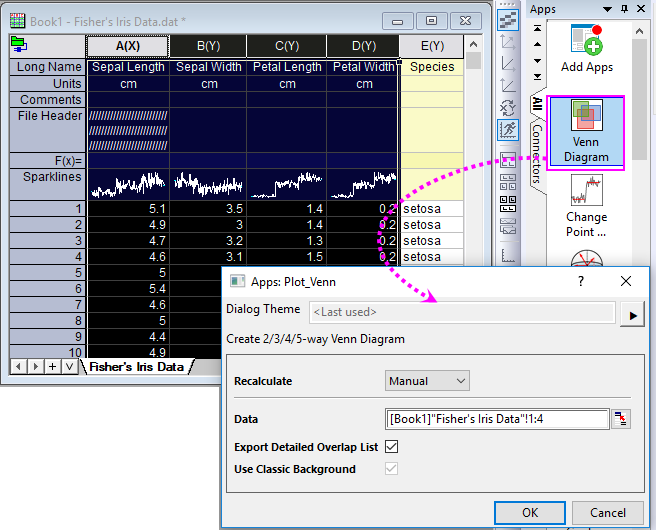 Book1 - Fisher's Iris Data.dat *
A(X) B(Y) C(Y) D(Y) E(Y)
Long Name Sepal Length Sepal Width Petal Length Petal Width Species
Units cm cm cm cm
Comments
File Header
F(x)=
Sparklines
1 5.1 3.5 1.4 0.2 setosa
2 4.9 3 1.4 0.2 setosa
3 4.7 3.2 1.3 0.2 setosa
4 4.6 3.1 1.5 0.2 setosa
5 5
6 5.4
7 4.6
8 5
9 4.4
10 4.9
Fisher's Iris Data
Apps
Add Apps
All
Connectors
Venn
Diagram
Change
Point ...
Apps: Plot_Venn
Dialog Theme <Last used>
Create 2/3/4/5-way Venn Diagram
Recalculate Manual
Data [Book1]"Fisher's Iris Data"!1:4
Export Detailed Overlap List
Use Classic Background
OK Cancel